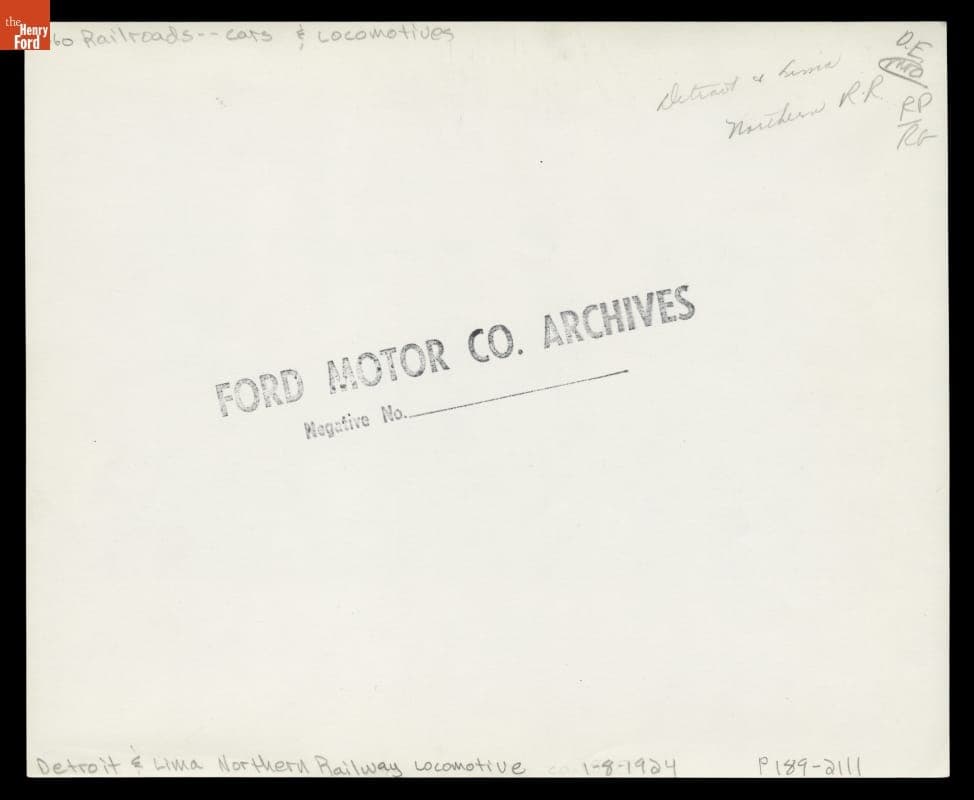 the
Henry
Ford
60 Railroads -- cars & Locomotives
D.E.
Detroit & Lima
Northern R.R.
RP
FORD MOTOR CO. ARCHIVES
Negative No.
Detroit & Lima Northern Railway Locomotive 1-8-1924 P189-2111